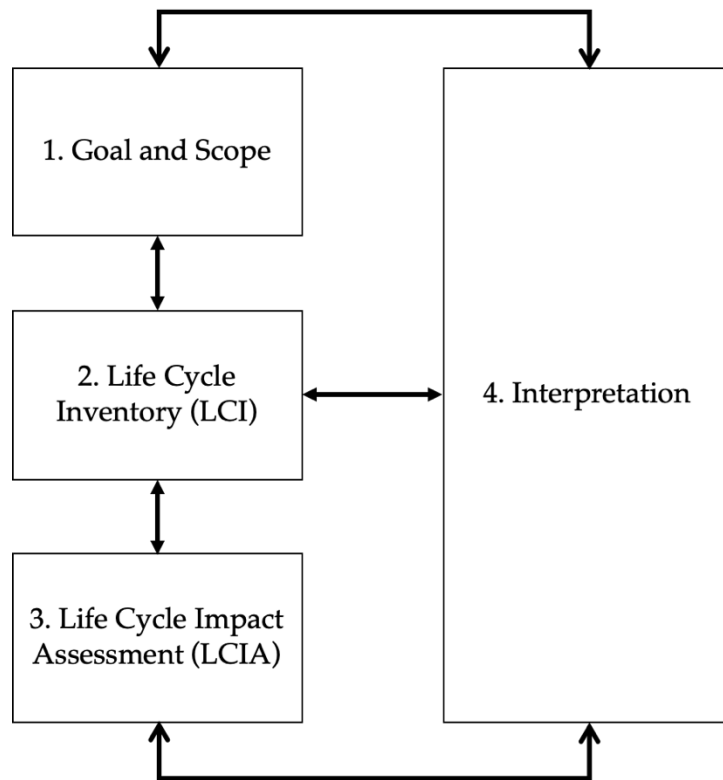 1. Goal and Scope
2. Life Cycle
Inventory (LCI)
3. Life Cycle Impact
Assessment (LCIA)
4. Interpretation